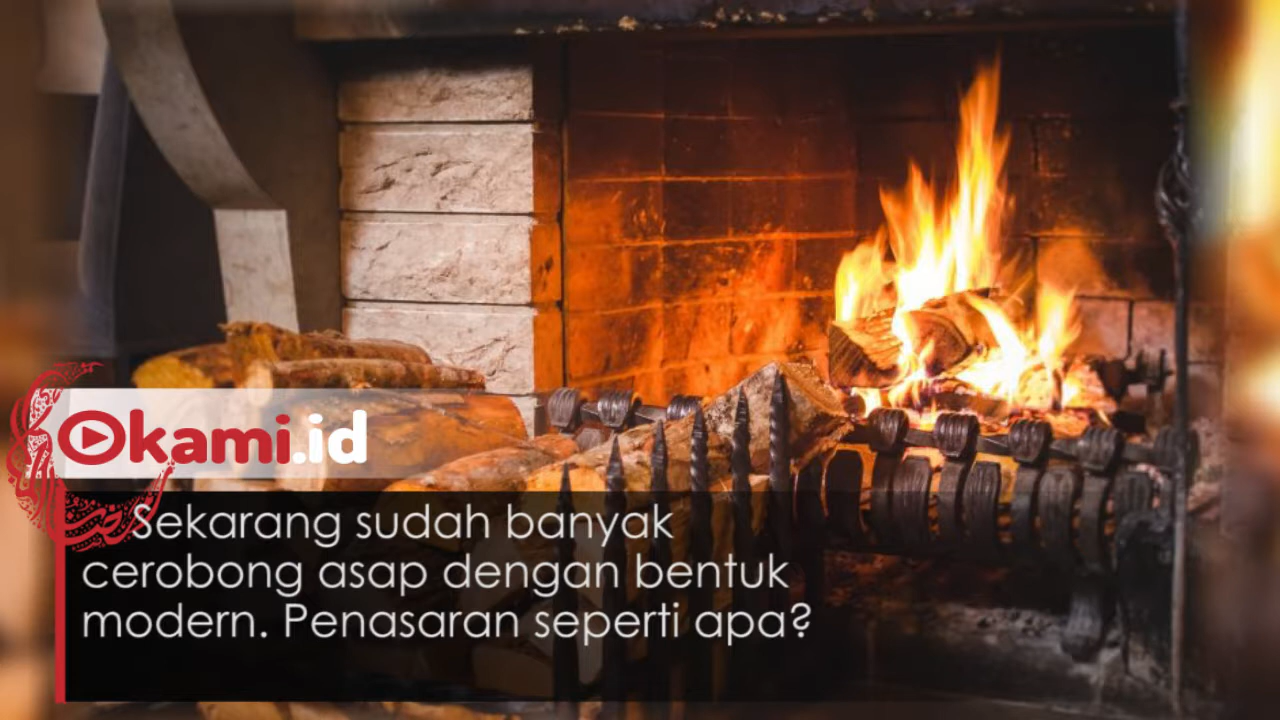 Okami.id
Sekarang sudah banyak
cerobong asap dengan bentuk
modern. Penasaran seperti apa?